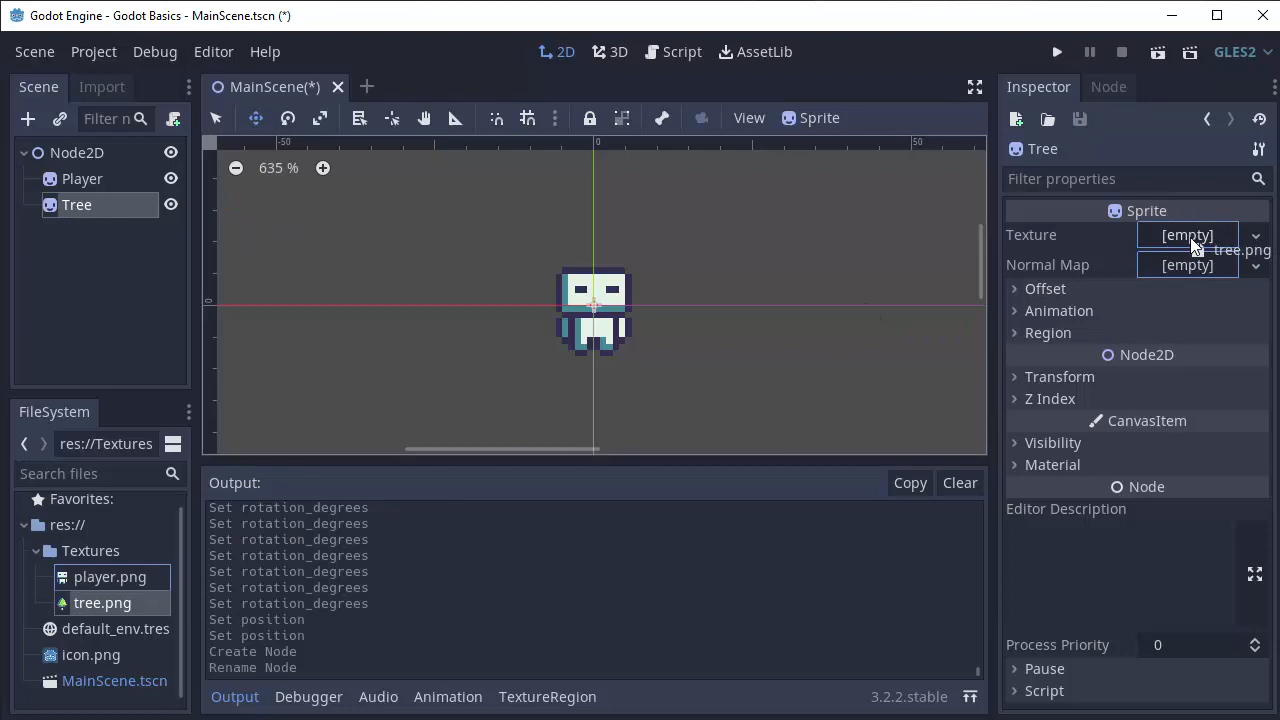 Godot Engine - Godot Basics - MainScene.tscn (*)
Scene Project Debug Editor Help
2D 3D Script AssetLib
GLES2
Scene Import
MainScene(*)
Inspector Node
Filter n
View Sprite
Node2D
Player
Tree
-50 0 50
635 %
0
Tree
Filter properties
Sprite
Texture [empty]
tree.png
Normal Map [empty]
Offset
Animation
Region
Node2D
Transform
Z Index
CanvasItem
Visibility
Material
Node
Editor Description
Process Priority 0
Pause
Script
FileSystem
res://Textures
Search files
Favorites:
res://
Textures
player.png
tree.png
default_env.tres
icon.png
MainScene.tscn
Output:
Copy Clear
Set rotation_degrees
Set rotation_degrees
Set rotation_degrees
Set rotation_degrees
Set rotation_degrees
Set rotation_degrees
Set rotation_degrees
Set position
Set position
Create Node
Rename Node
Output Debugger Audio Animation TextureRegion
3.2.2.stable